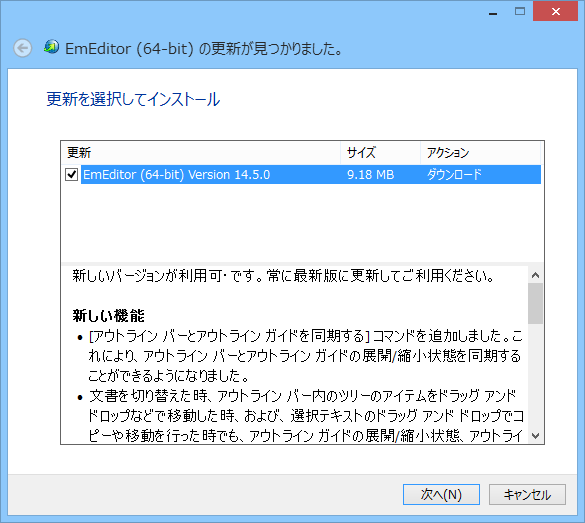 EmEditor (64-bit) の更新が見つかりました。
更新を選択してインストール
更新 サイズ アクション
EmEditor (64-bit) Version 14.5.0 9.18 MB ダウンロード
新しいバージョンが利用可･です。常に最新版に更新してご利用ください。
新しい機能
• [アウトライン バーとアウトライン ガイドを同期する] コマンドを追加しました。こ
れにより、アウトライン バーとアウトライン ガイドの展開/縮小状態を同期する
ことができるようになりました。
• 文書を切り替えた時、アウトライン バー内のツリーのアイテムをドラッグ アンド
ドロップなどで移動した時、および、選択テキストのドラッグ アンド ドロップでコ
ピーや移動を行った時でも、アウトライン ガイドの展開/縮小状態、アウトライ
次へ(N) キャンセル